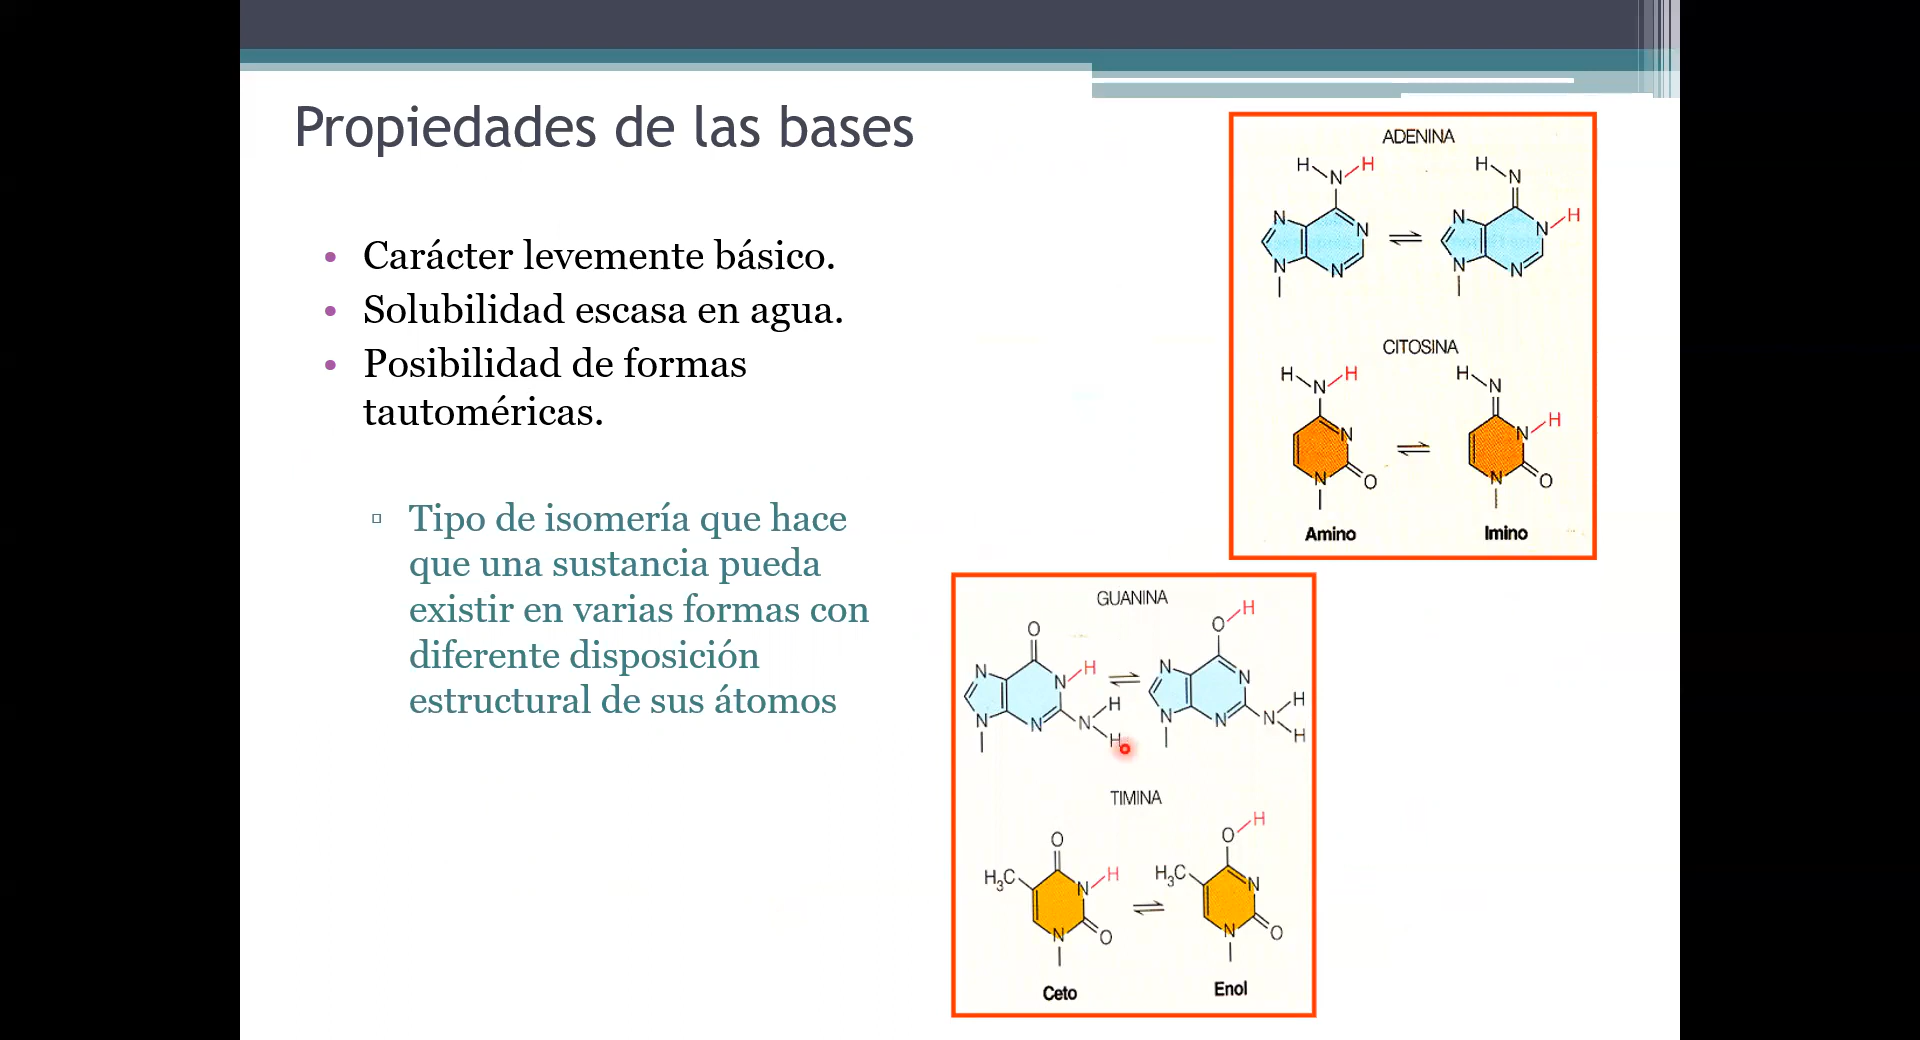 Propiedades de las bases
• Carácter levemente básico.
• Solubilidad escasa en agua.
• Posibilidad de formas
tautoméricas.
▫ Tipo de isomería que hace
que una sustancia pueda
existir en varias formas con
diferente disposición
estructural de sus átomos
ADENINA
H N H
N N N N
H N
N N H N N
CITOSINA
H N H
N N O
H N
N H N O
Amino Imino
GUANINA
O
N N H N N N H H
O H
N N N N N H H
TIMINA
O
H₃C N H
N O
O H
H₃C N
N O
Ceto Enol